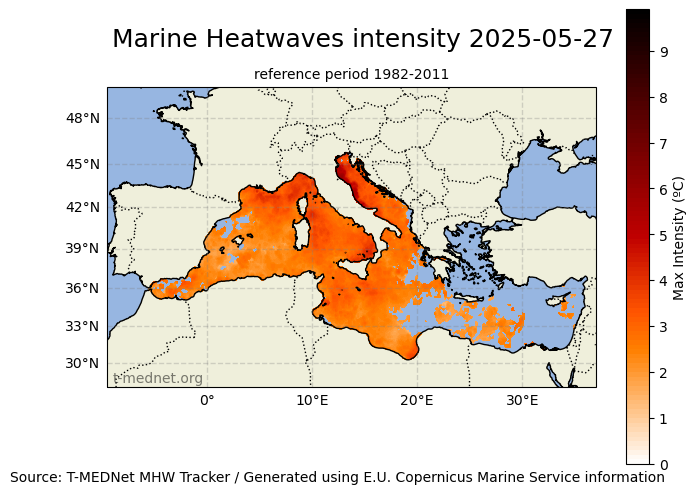 Marine Heatwaves intensity 2025-05-27
reference period 1982-2011
48°N
45°N
42°N
39°N
36°N
33°N
30°N
t-mednet.org
0°
10°E
20°E
30°E
9
8
7
6
5
4
3
2
1
0
Max Intensity (ºC)
Source: T-MEDNet MHW Tracker / Generated using E.U. Copernicus Marine Service information